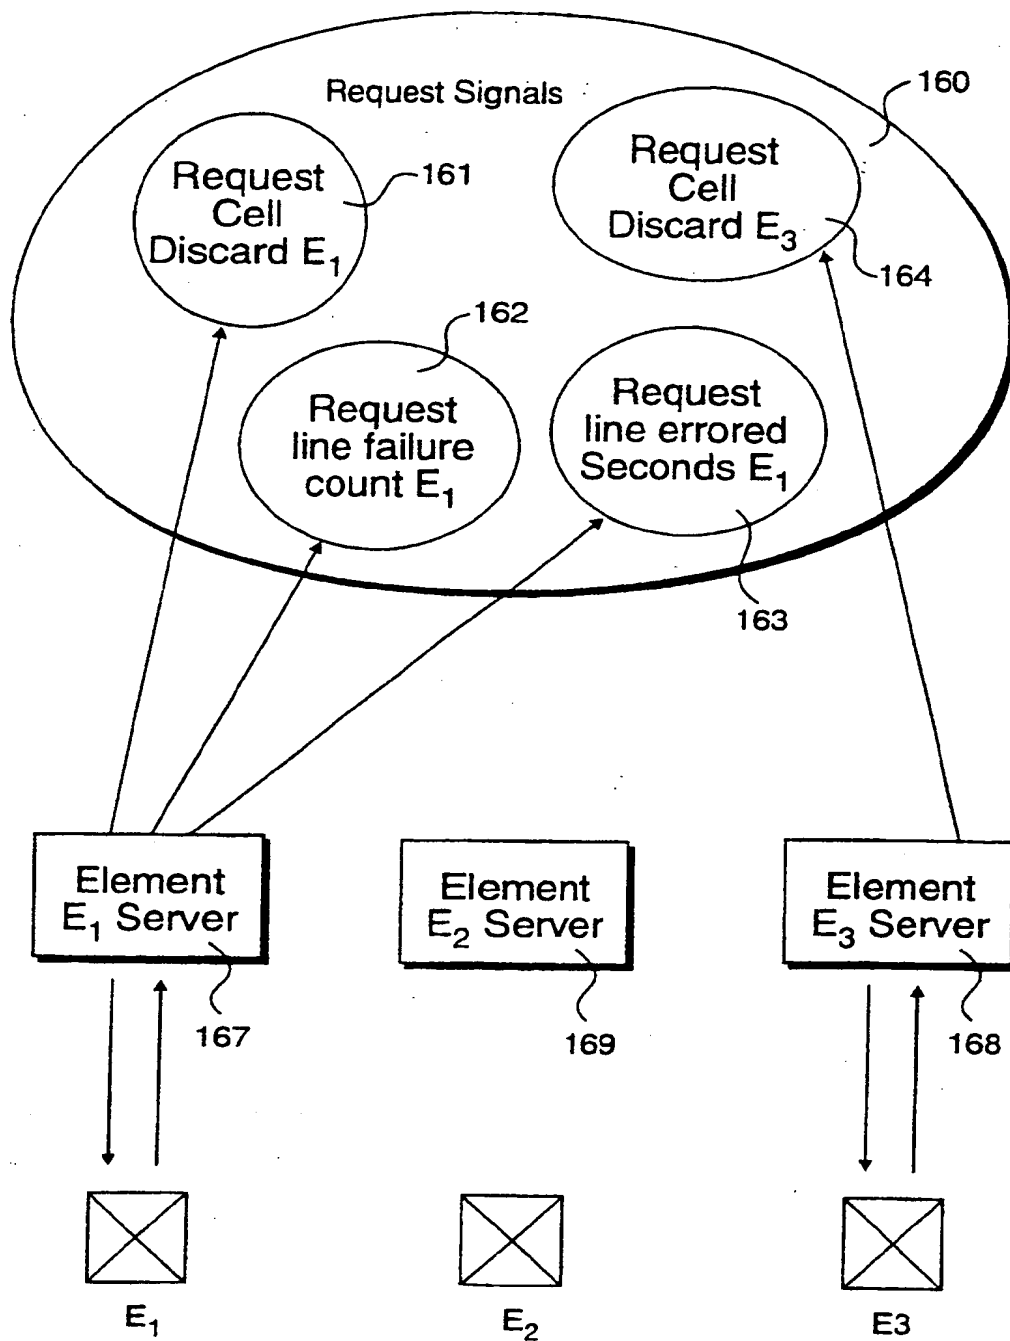 Request Signals
160
Request
Cell
Discard E₁
161
Request
Cell
Discard E₃
164
162
Request
line failure
count E₁
Request
line errored
Seconds E₁
163
Element
E₁ Server
167
Element
E₂ Server
169
Element
E₃ Server
168
E₁
E₂
E3